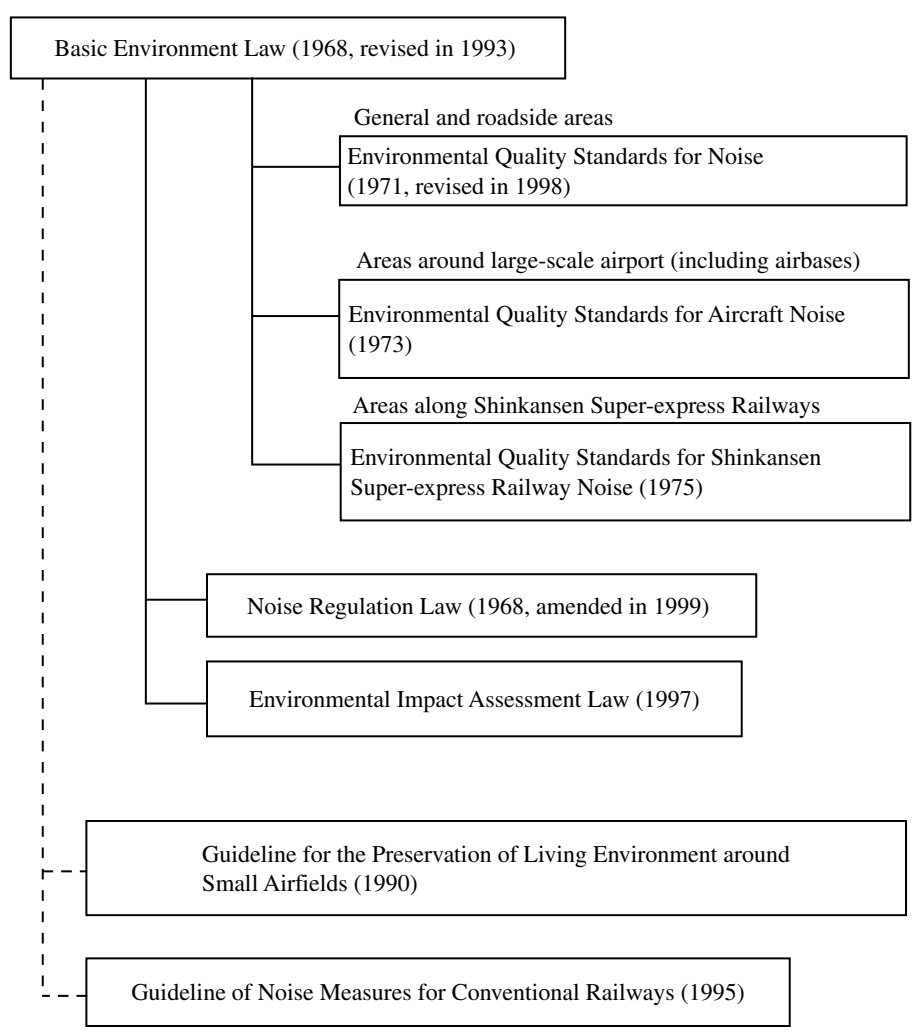 Basic Environment Law (1968, revised in 1993)
General and roadside areas
Environmental Quality Standards for Noise
(1971, revised in 1998)
Areas around large-scale airport (including airbases)
Environmental Quality Standards for Aircraft Noise
(1973)
Areas along Shinkansen Super-express Railways
Environmental Quality Standards for Shinkansen
Super-express Railway Noise (1975)
Noise Regulation Law (1968, amended in 1999)
Environmental Impact Assessment Law (1997)
Guideline for the Preservation of Living Environment around
Small Airfields (1990)
Guideline of Noise Measures for Conventional Railways (1995)